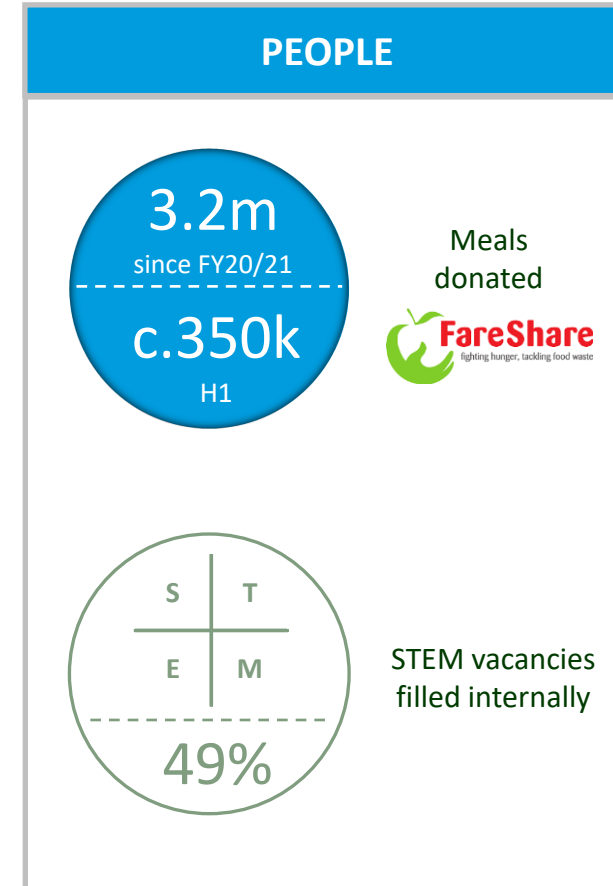 PEOPLE
3.2m
since FY20/21
c.350k
H1
Meals
donated
FareShare
fighting hunger, tackling food waste
S T
E M
49%
STEM vacancies
filled internally